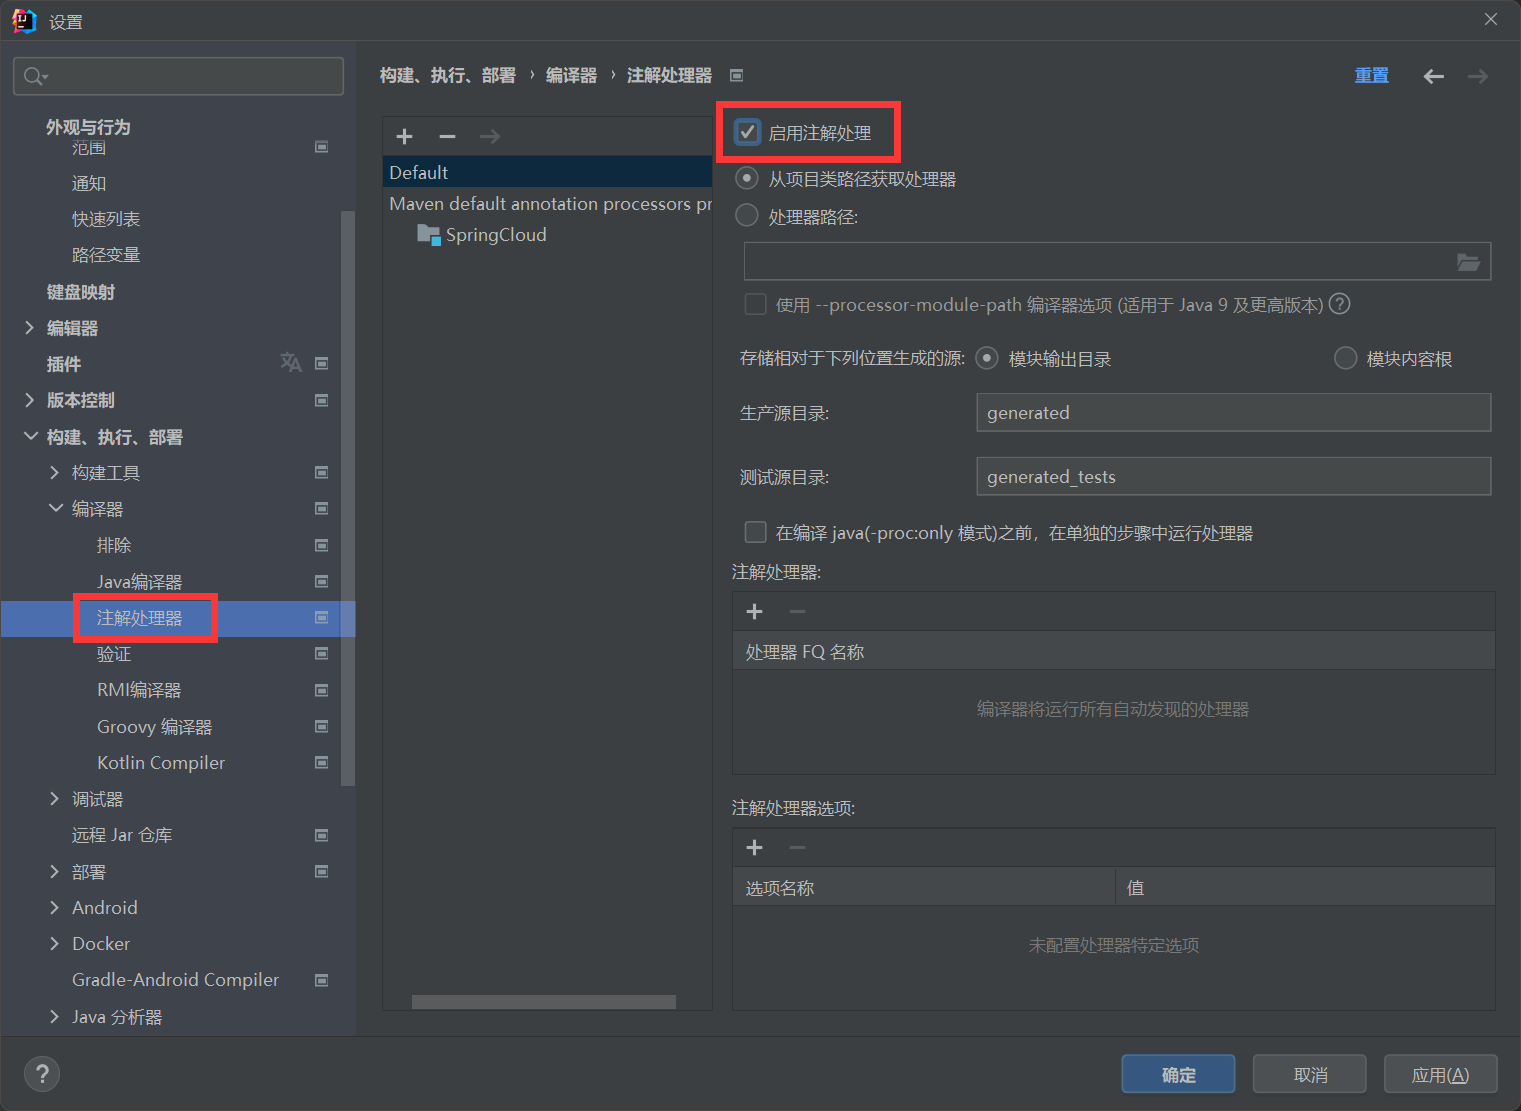 设置
外观与行为
范围
通知
快速列表
路径变量
键盘映射
编辑器
插件
版本控制
构建、执行、部署
构建工具
编译器
排除
Java编译器
注解处理器
验证
RMI编译器
Groovy 编译器
Kotlin Compiler
调试器
远程 Jar 仓库
部署
Android
Docker
Gradle-Android Compiler
Java 分析器
构建、执行、部署 › 编译器 › 注解处理器
重置
Default
Maven default annotation processors pr
SpringCloud
启用注解处理
从项目类路径获取处理器
处理器路径:
使用 --processor-module-path 编译器选项 (适用于 Java 9 及更高版本) ?
存储相对于下列位置生成的源: 模块输出目录 模块内容根
生产源目录: generated
测试源目录: generated_tests
在编译 java(-proc:only 模式)之前，在单独的步骤中运行处理器
注解处理器:
处理器 FQ 名称
编译器将运行所有自动发现的处理器
注解处理器选项:
选项名称 值
未配置处理器特定选项
? 确定 取消 应用(A)